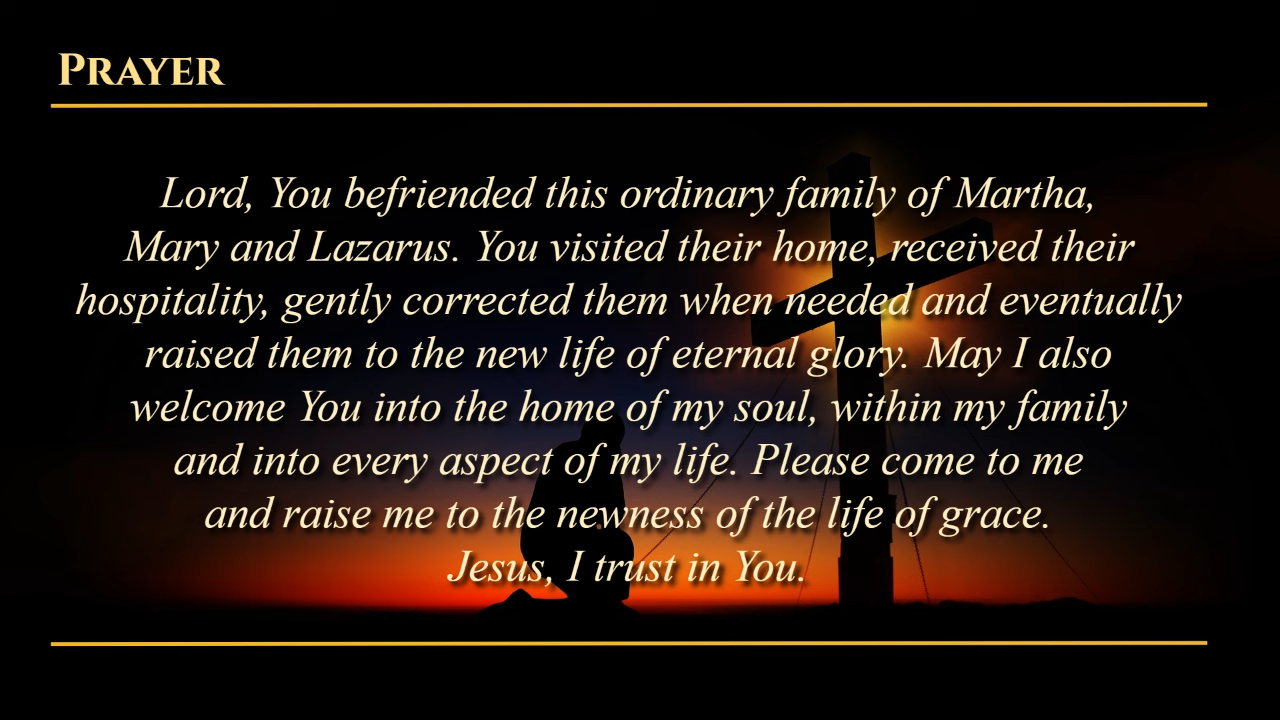 PRAYER
Lord, You befriended this ordinary family of Martha,
Mary and Lazarus. You visited their home, received their
hospitality, gently corrected them when needed and eventually
raised them to the new life of eternal glory. May I also
welcome You into the home of my soul, within my family
and into every aspect of my life. Please come to me
and raise me to the newness of the life of grace.
Jesus, I trust in You.